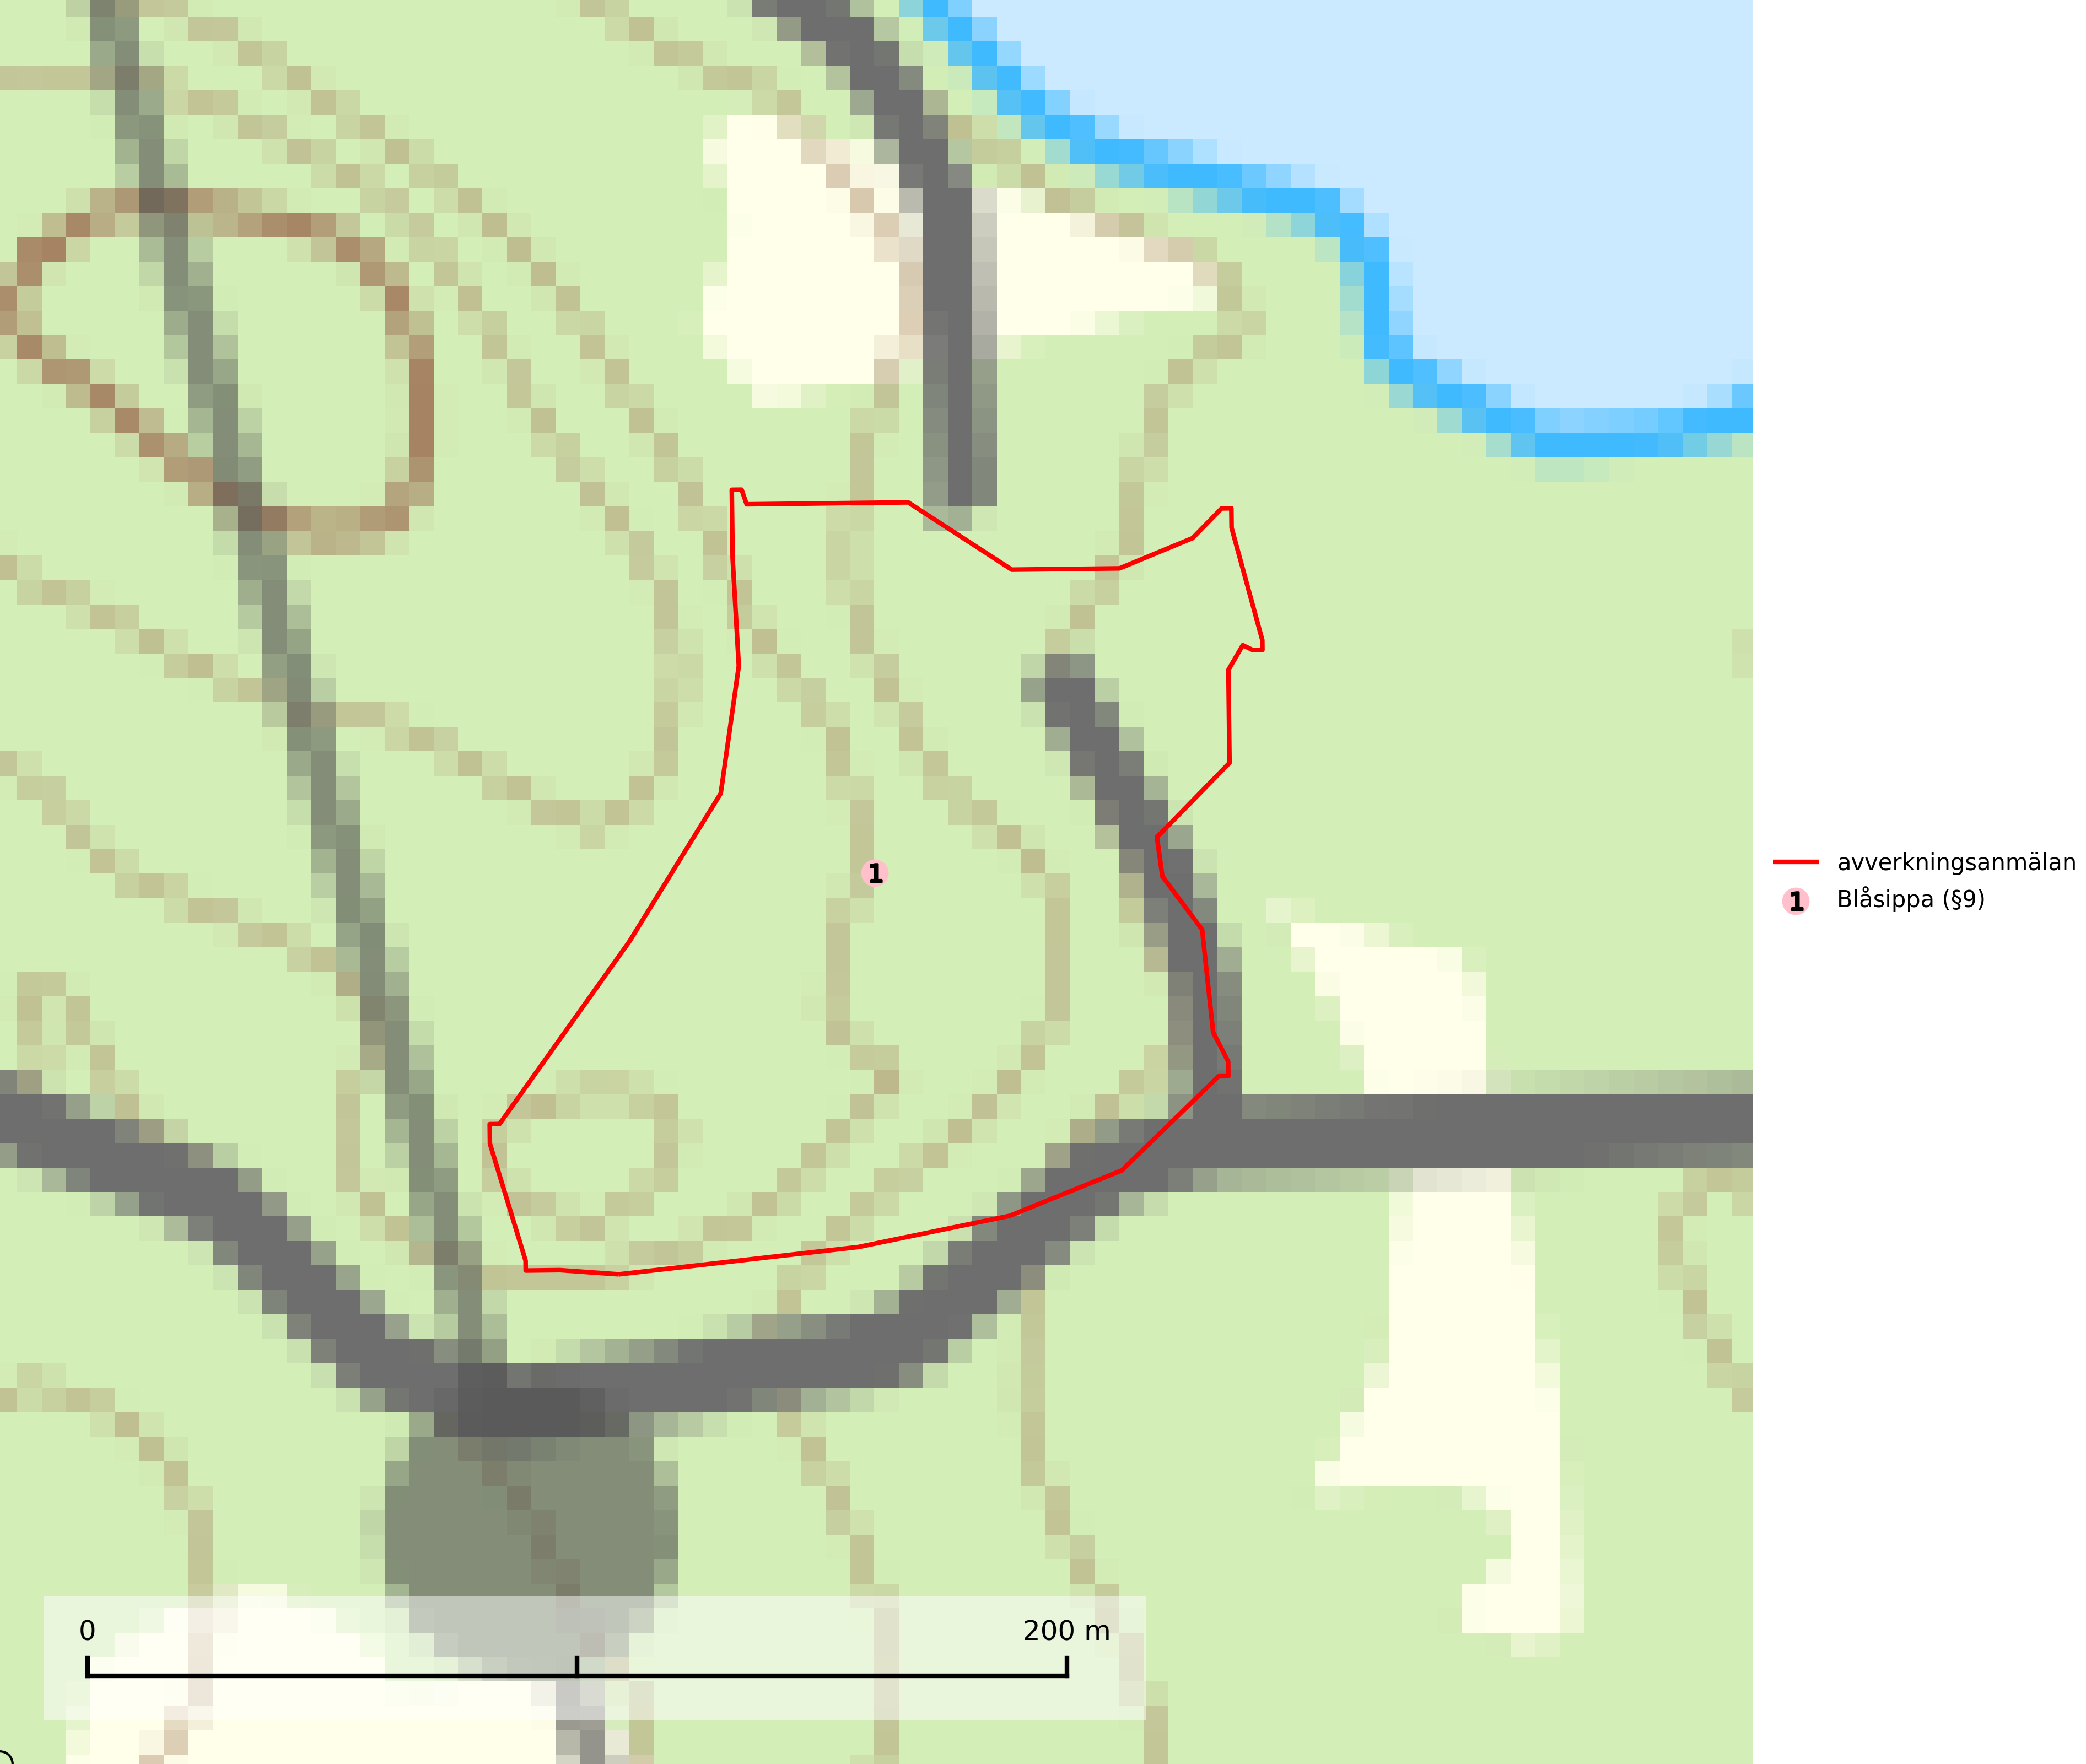 1
avverkningsanmälan
1 Blåsippa (§9)
0 200 m